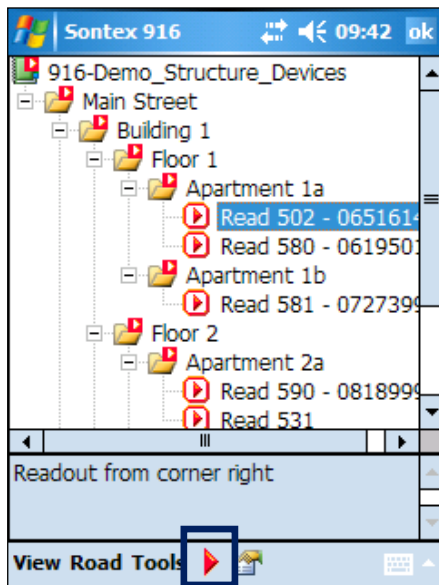 Sontex 916 09:42 ok
916-Demo_Structure_Devices
Main Street
Building 1
Floor 1
Apartment 1a
Read 502 - 0651614
Read 580 - 0619501
Apartment 1b
Read 581 - 0727399
Floor 2
Apartment 2a
Read 590 - 0818999
Read 531
Readout from corner right
View Road Tools